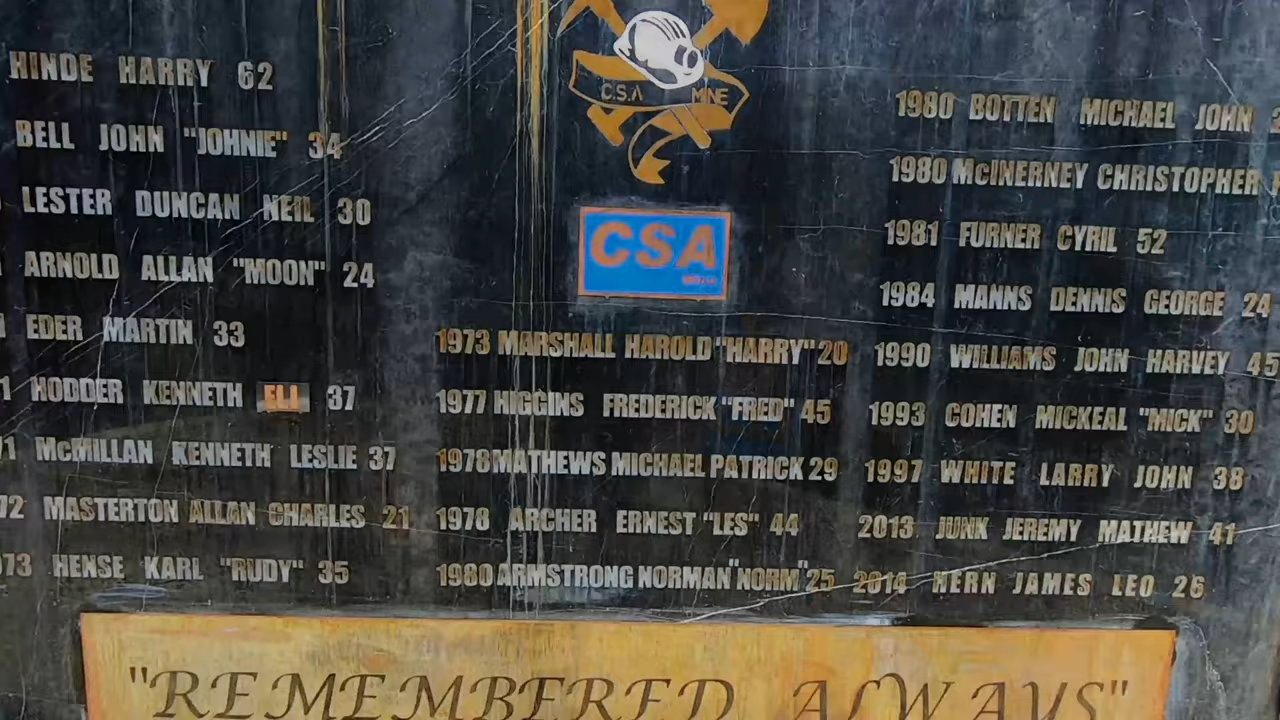 HINDE HARRY 62
BELL JOHN "JOHNIE" 34
LESTER DUNCAN NEIL 30
ARNOLD ALLAN "MOON" 24
EDER MARTIN 33
1 HODDER KENNETH ELI 37
71 McMILLAN KENNETH LESLIE 37
72 MASTERTON ALLAN CHARLES 21
73 HENSE KARL "RUDY" 35
C.S.A MINE
CSA
1973 MARSHALL HAROLD "HARRY" 20
1977 HIGGINS FREDERICK "FRED" 45
1978 MATHEWS MICHAEL PATRICK 29
1978 ARCHER ERNEST "LES" 44
1980 ARMSTRONG NORMAN "NORM" 25
1980 BOTTEN MICHAEL JOHN
1980 McINERNEY CHRISTOPHER
1981 FURNER CYRIL 52
1984 MANNS DENNIS GEORGE 24
1990 WILLIAMS JOHN HARVEY 45
1993 COHEN MICKEAL "MICK" 30
1997 WHITE LARRY JOHN 38
2013 JUNK JEREMY MATHEW 41
2014 HERN JAMES LEO 26
"REMEMBERED ALWAYS"